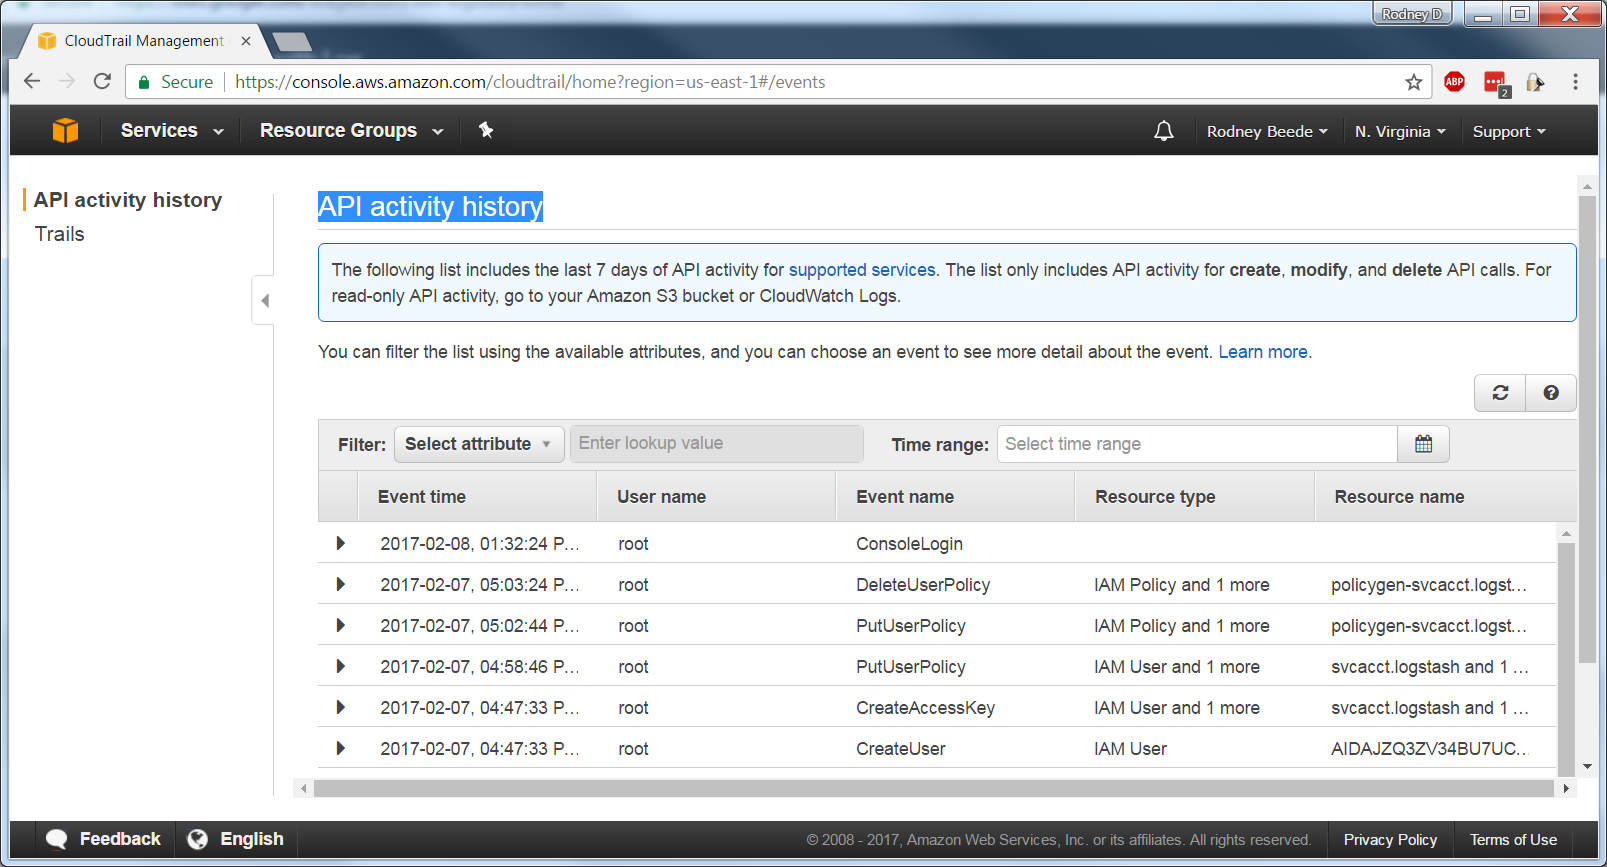 Rodney D
CloudTrail Management
Secure https://console.aws.amazon.com/cloudtrail/home?region=us-east-1#/events
ABP
2
Services Resource Groups Rodney Beede N. Virginia Support
API activity history
Trails
API activity history
The following list includes the last 7 days of API activity for supported services. The list only includes API activity for create, modify, and delete API calls. For
read-only API activity, go to your Amazon S3 bucket or CloudWatch Logs.
You can filter the list using the available attributes, and you can choose an event to see more detail about the event. Learn more.
Filter: Select attribute Enter lookup value Time range: Select time range
Event time User name Event name Resource type Resource name
2017-02-08, 01:32:24 P... root ConsoleLogin
2017-02-07, 05:03:24 P... root DeleteUserPolicy IAM Policy and 1 more policygen-svcacct.logst...
2017-02-07, 05:02:44 P... root PutUserPolicy IAM Policy and 1 more policygen-svcacct.logst...
2017-02-07, 04:58:46 P... root PutUserPolicy IAM User and 1 more svcacct.logstash and 1 ...
2017-02-07, 04:47:33 P... root CreateAccessKey IAM User and 1 more svcacct.logstash and 1 ...
2017-02-07, 04:47:33 P... root CreateUser IAM User AIDAJZQ3ZV34BU7UC...
Feedback English © 2008 - 2017, Amazon Web Services, Inc. or its affiliates. All rights reserved. Privacy Policy Terms of Use